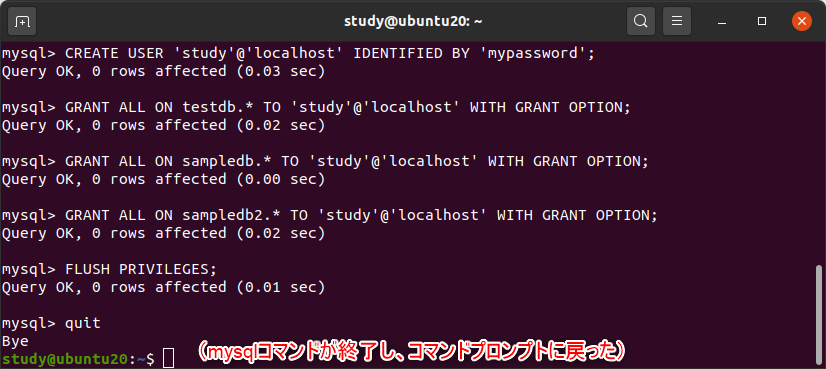 study@ubuntu20: ~
mysql> CREATE USER 'study'@'localhost' IDENTIFIED BY 'mypassword';
Query OK, 0 rows affected (0.03 sec)
mysql> GRANT ALL ON testdb.* TO 'study'@'localhost' WITH GRANT OPTION;
Query OK, 0 rows affected (0.02 sec)
mysql> GRANT ALL ON sampledb.* TO 'study'@'localhost' WITH GRANT OPTION;
Query OK, 0 rows affected (0.00 sec)
mysql> GRANT ALL ON sampledb2.* TO 'study'@'localhost' WITH GRANT OPTION;
Query OK, 0 rows affected (0.02 sec)
mysql> FLUSH PRIVILEGES;
Query OK, 0 rows affected (0.01 sec)
mysql> quit
Bye
study@ubuntu20:~$ （mysqlコマンドが終了し、コマンドプロンプトに戻った）